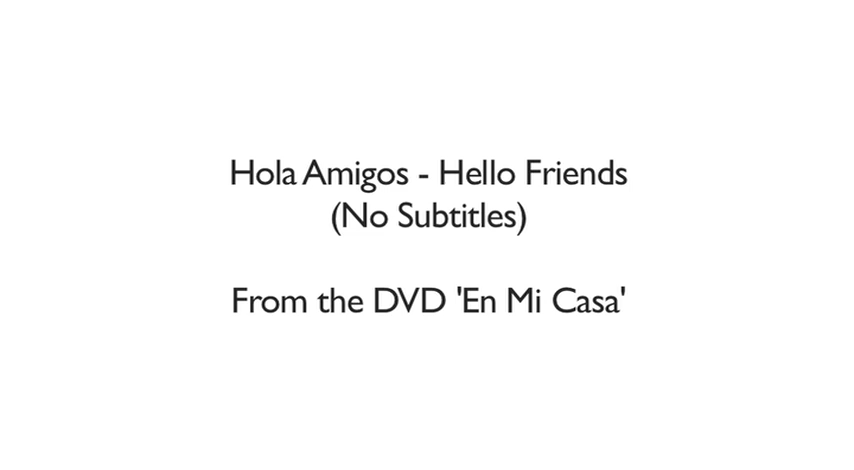 Hola Amigos - Hello Friends
(No Subtitles)
From the DVD 'En Mi Casa'